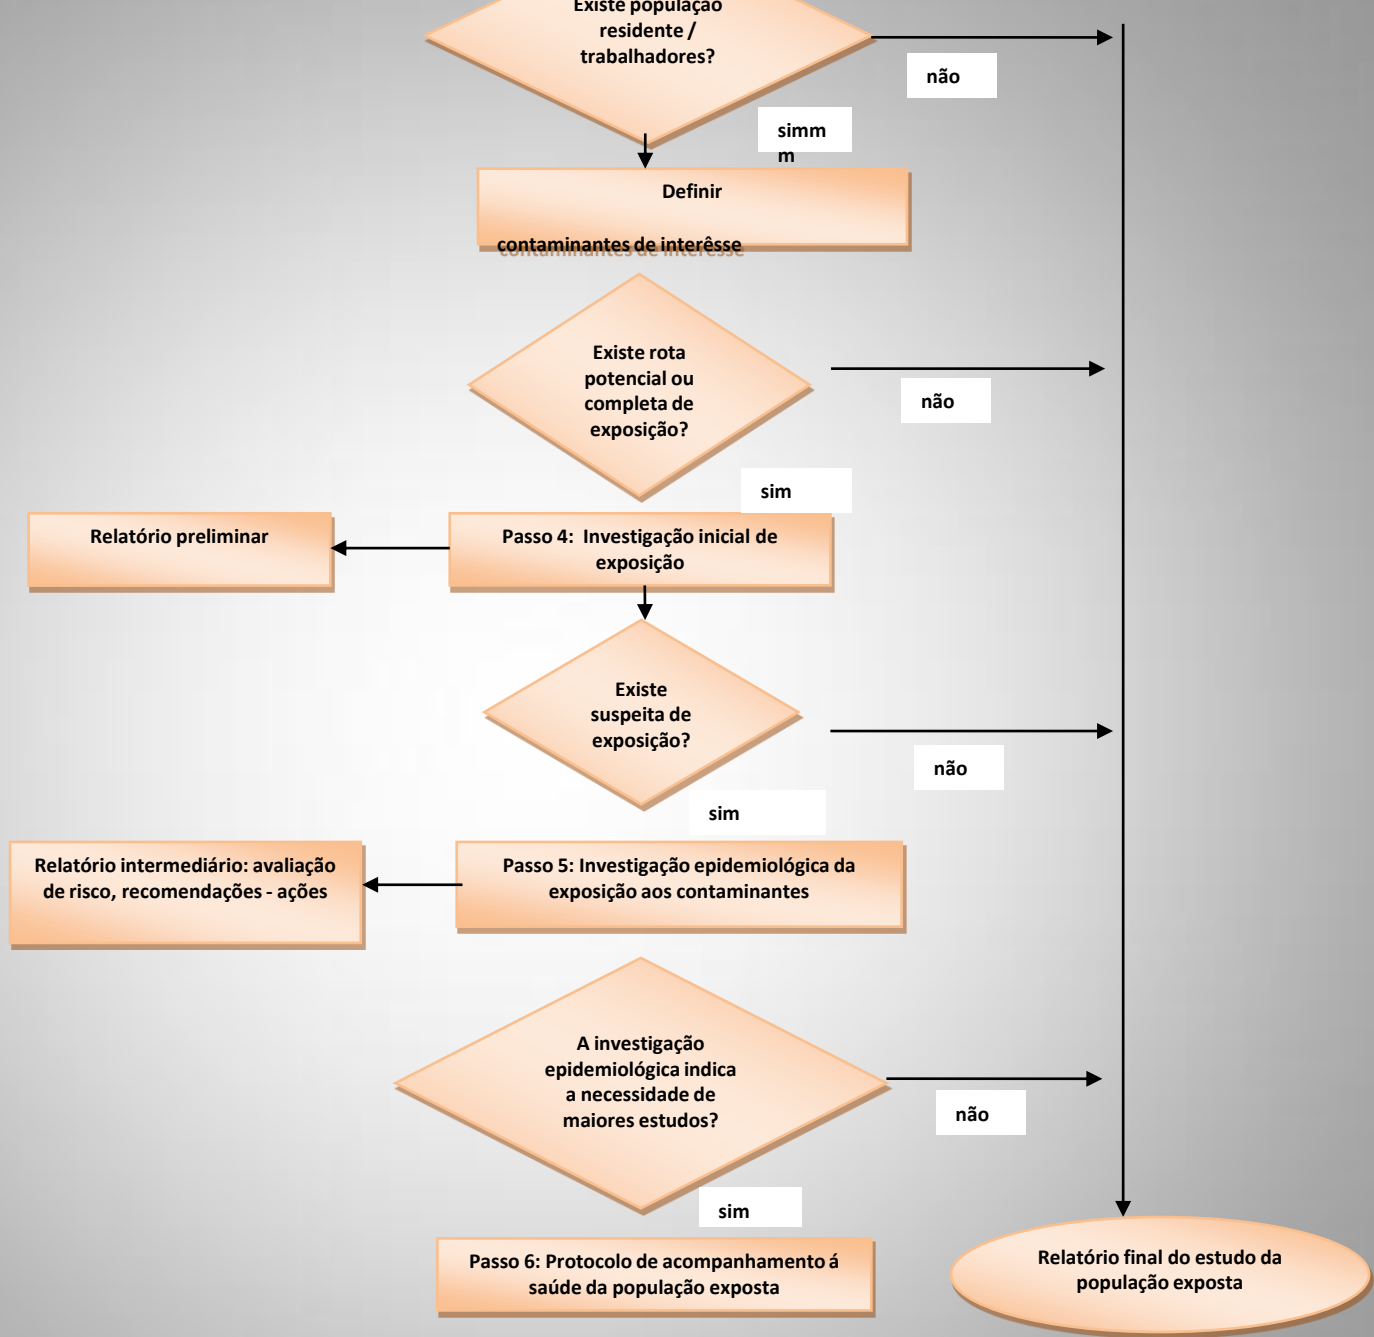 Existe população
residente /
trabalhadores?
não
simm
m
Definir
contaminantes de interêsse
Existe rota
potencial ou
completa de
exposição?
não
sim
Relatório preliminar
Passo 4: Investigação inicial de
exposição
Existe
suspeita de
exposição?
não
sim
Relatório intermediário: avaliação
de risco, recomendações - ações
Passo 5: Investigação epidemiológica da
exposição aos contaminantes
A investigação
epidemiológica indica
a necessidade de
maiores estudos?
não
sim
Passo 6: Protocolo de acompanhamento á
saúde da população exposta
Relatório final do estudo da
população exposta